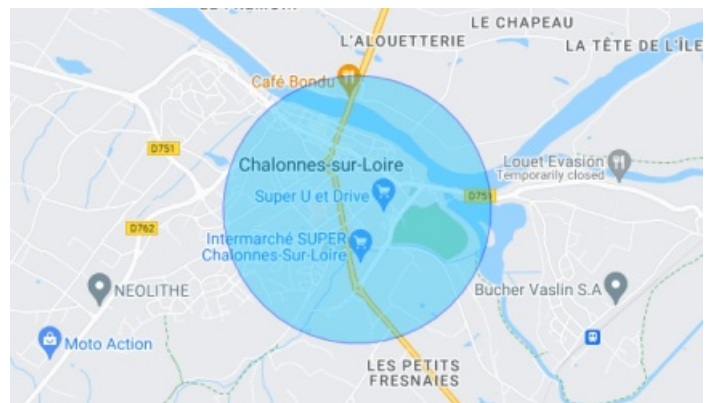 LE CHAPEAU
L'ALOUETTERIE
LA TÊTE DE L'ÎLE
Café Bondu
D751
Chalonnes-sur-Loire
Louet Evasion
Temporarily closed
Super U et Drive
D751
D762
Intermarché SUPER
Chalonnes-Sur-Loire
NEOLITHE
Bucher Vaslin S.A
Moto Action
LES PETITS
FRESNAIES